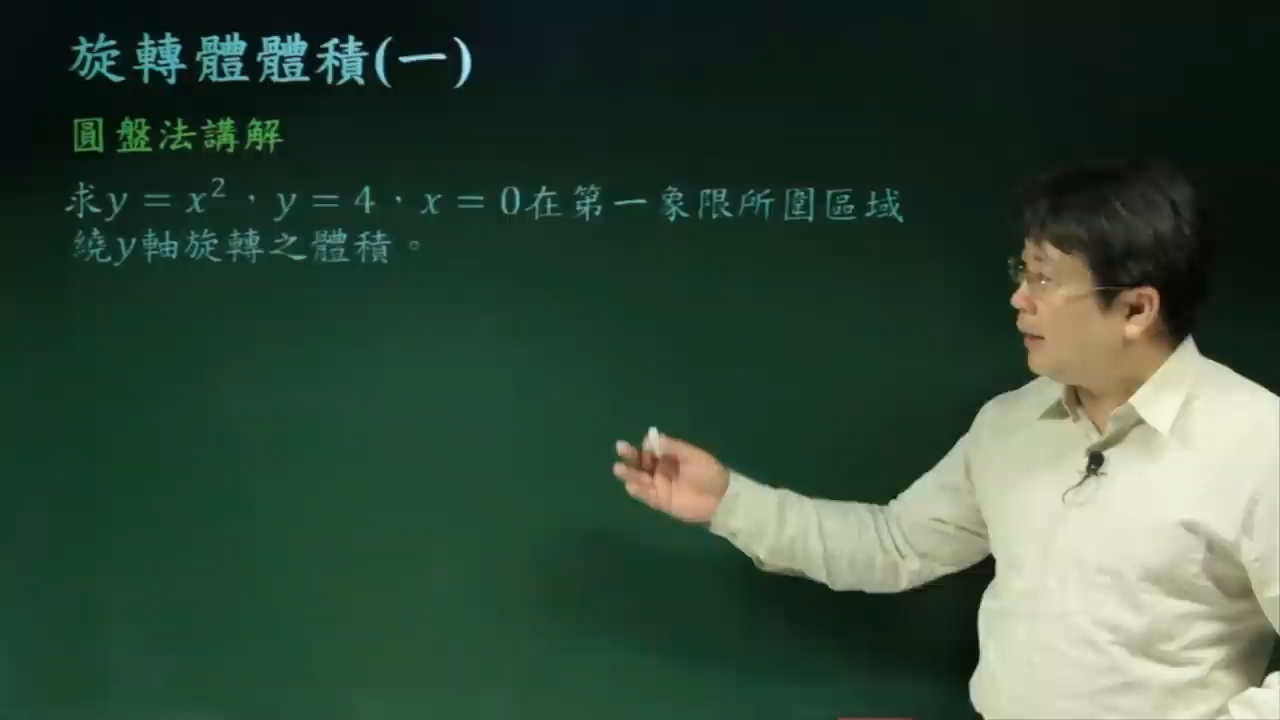 旋轉體體積(一)
圓盤法講解
求y = x²，y = 4，x = 0在第一象限所圍區域
繞y軸旋轉之體積。